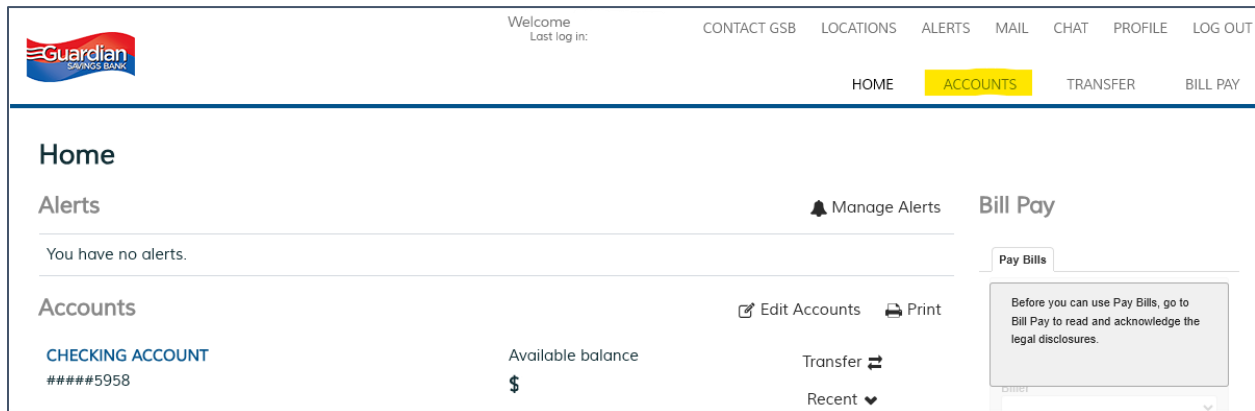 Guardian
SAVINGS BANK
Welcome
Last log in:
CONTACT GSB LOCATIONS ALERTS MAIL CHAT PROFILE LOG OUT
HOME ACCOUNTS TRANSFER BILL PAY
Home
Alerts
Manage Alerts
You have no alerts.
Accounts
Edit Accounts Print
CHECKING ACCOUNT
#####5958
Available balance
$
Transfer
Recent
Bill Pay
Pay Bills
Before you can use Pay Bills, go to
Bill Pay to read and acknowledge the
legal disclosures.
Biller